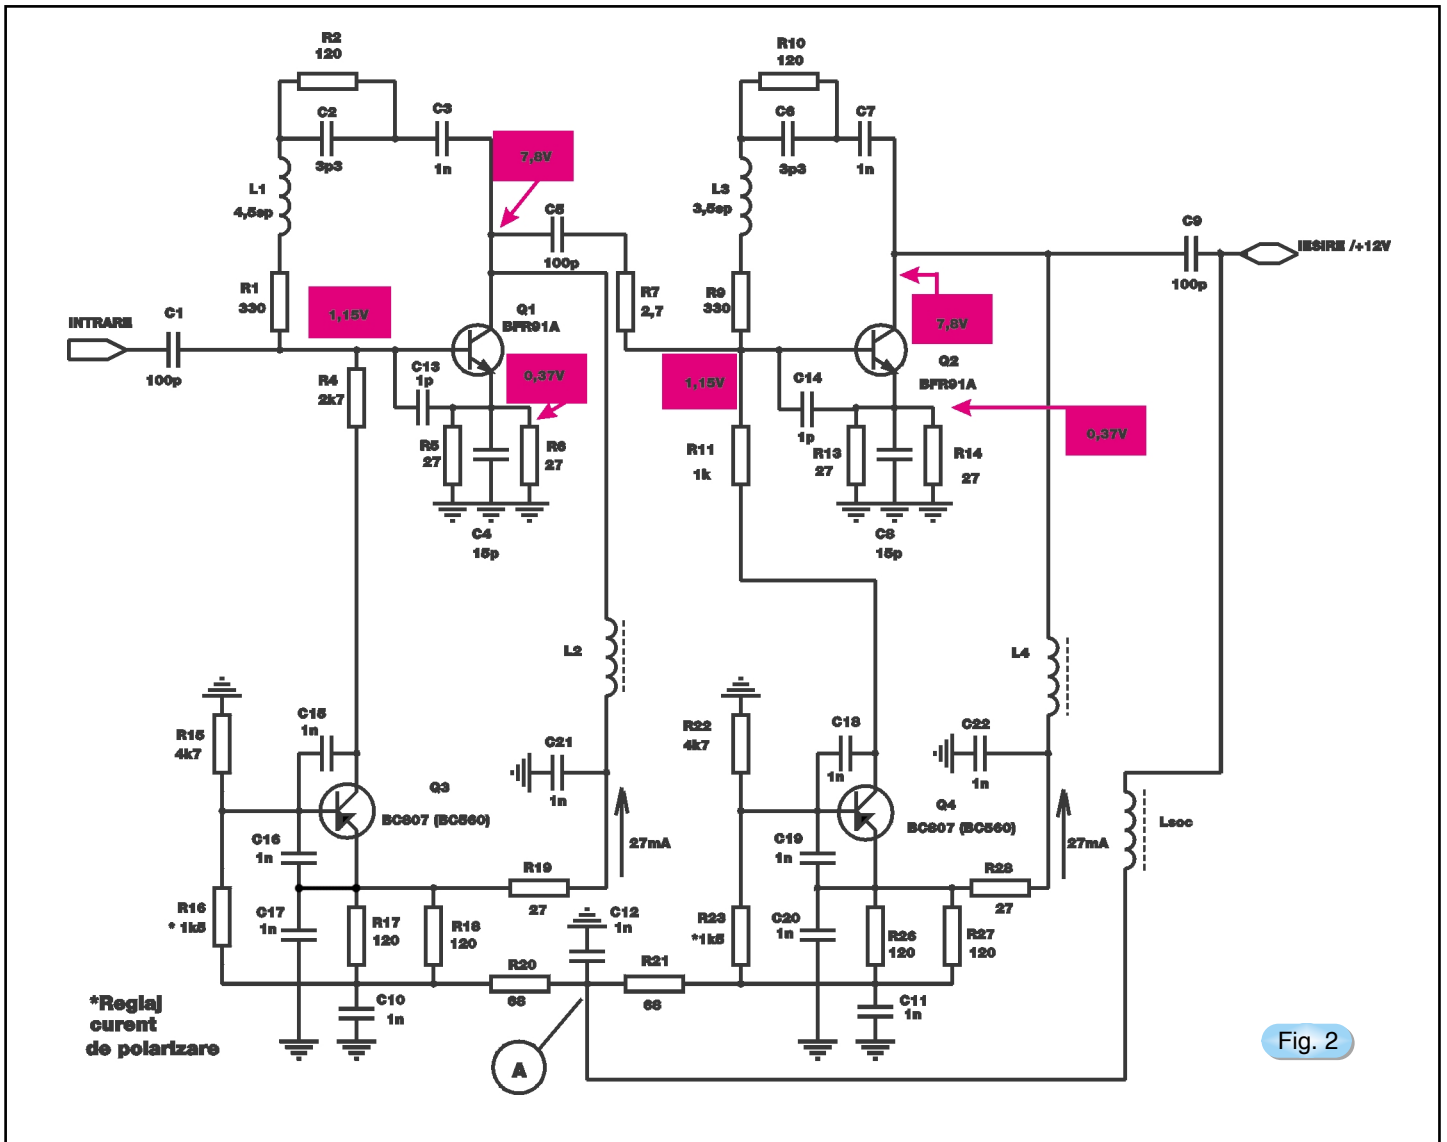 R2
120
R10
120
C2
3p3
C3
1n
7,8V
C6
3p3
C7
1n
L1
4,5sp
L3
3,5sp
C5
100p
C9
100p
IESIRE /+12V
R1
330
1,15V
Q1
BFR91A
R7
2,7
R9
330
7,8V
INTRARE
C1
100p
R4
2k7
C13
1p
0,37V
1,15V
C14
1p
Q2
BFR91A
0,37V
R5
27
R6
27
R11
1k
R13
27
R14
27
C4
15p
C8
15p
L2
L4
R15
4k7
C15
1n
C21
1n
R22
4k7
C18
1n
C22
1n
Q3
BC807 (BC560)
27mA
Q4
BC807 (BC560)
27mA
Lsoc
C16
1n
R19
27
C19
1n
R28
27
R16
* 1k5
C17
1n
R17
120
R18
120
C12
1n
R23
*1k5
C20
1n
R26
120
R27
120
R20
68
R21
68
C10
1n
C11
1n
*Reglaj
curent
de polarizare
A
Fig. 2